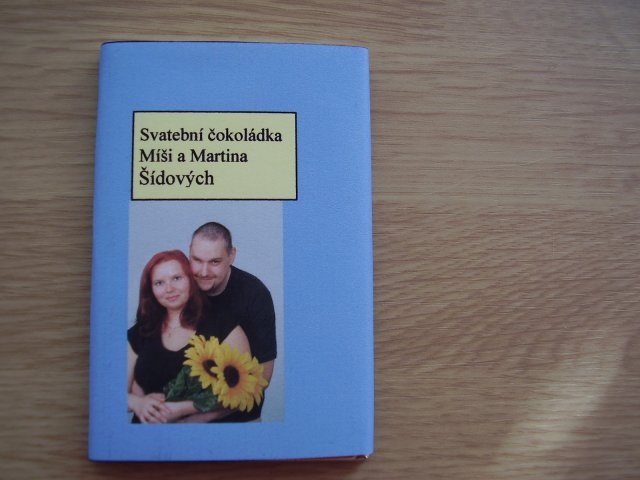 Svatební čokoládka
Míši a Martina
Šídových